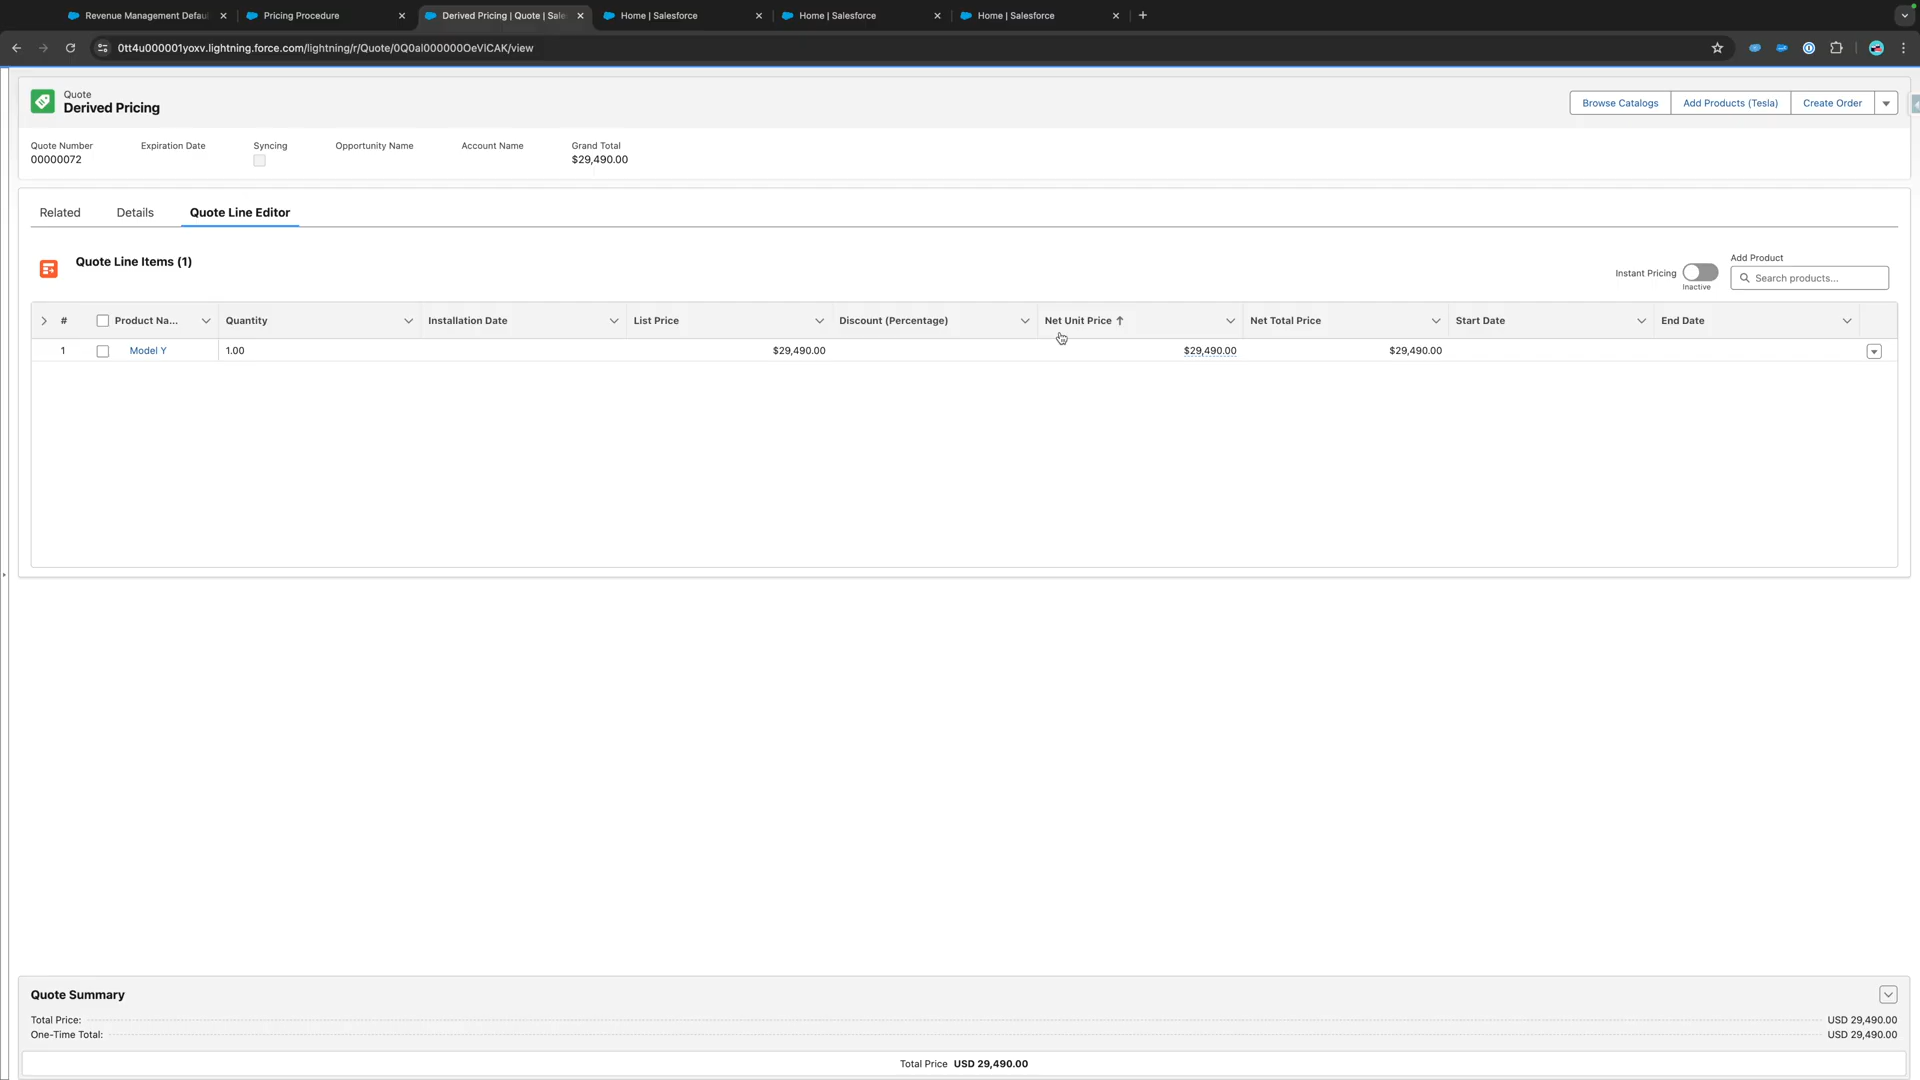 Revenue Management Defau
Pricing Procedure
Derived Pricing | Quote | Sale
Home | Salesforce
Home | Salesforce
Home | Salesforce
0tt4u000001yoxv.lightning.force.com/lightning/r/Quote/0Q0al000000OeVlCAK/view
Quote
Derived Pricing
Browse Catalogs
Add Products (Tesla)
Create Order
Quote Number
Expiration Date
Syncing
Opportunity Name
Account Name
Grand Total
00000072
$29,490.00
Related
Details
Quote Line Editor
Quote Line Items (1)
Instant Pricing
Inactive
Add Product
Search products...
#
Product Na...
Quantity
Installation Date
List Price
Discount (Percentage)
Net Unit Price ↑
Net Total Price
Start Date
End Date
1
Model Y
1.00
$29,490.00
$29,490.00
$29,490.00
Quote Summary
Total Price:
USD 29,490.00
One-Time Total:
USD 29,490.00
Total Price USD 29,490.00